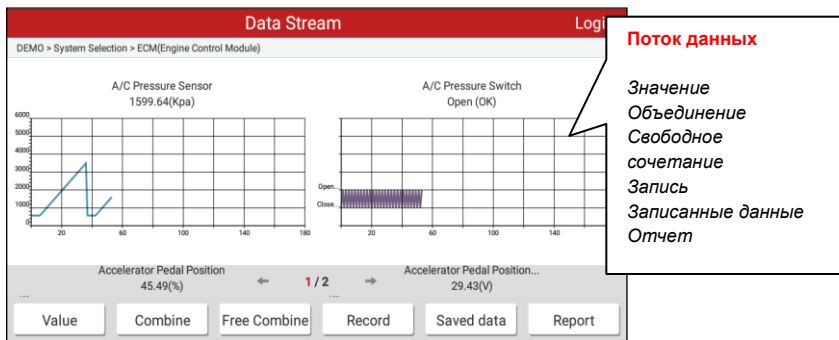 Data Stream
Logi
DEMO > System Selection > ECM(Engine Control Module)
A/C Pressure Sensor
1599.64(Kpa)
6000
5000
4000
3000
2000
1000
0
20 60 100 140 180
A/C Pressure Switch
Open (OK)
Open...
Close...
20 60 100 140
Accelerator Pedal Position
45.49(%)
1 / 2
Accelerator Pedal Position...
29.43(V)
Value Combine Free Combine Record Saved data Report
Поток данных
Значение
Объединение
Свободное
сочетание
Запись
Записанные данные
Отчет